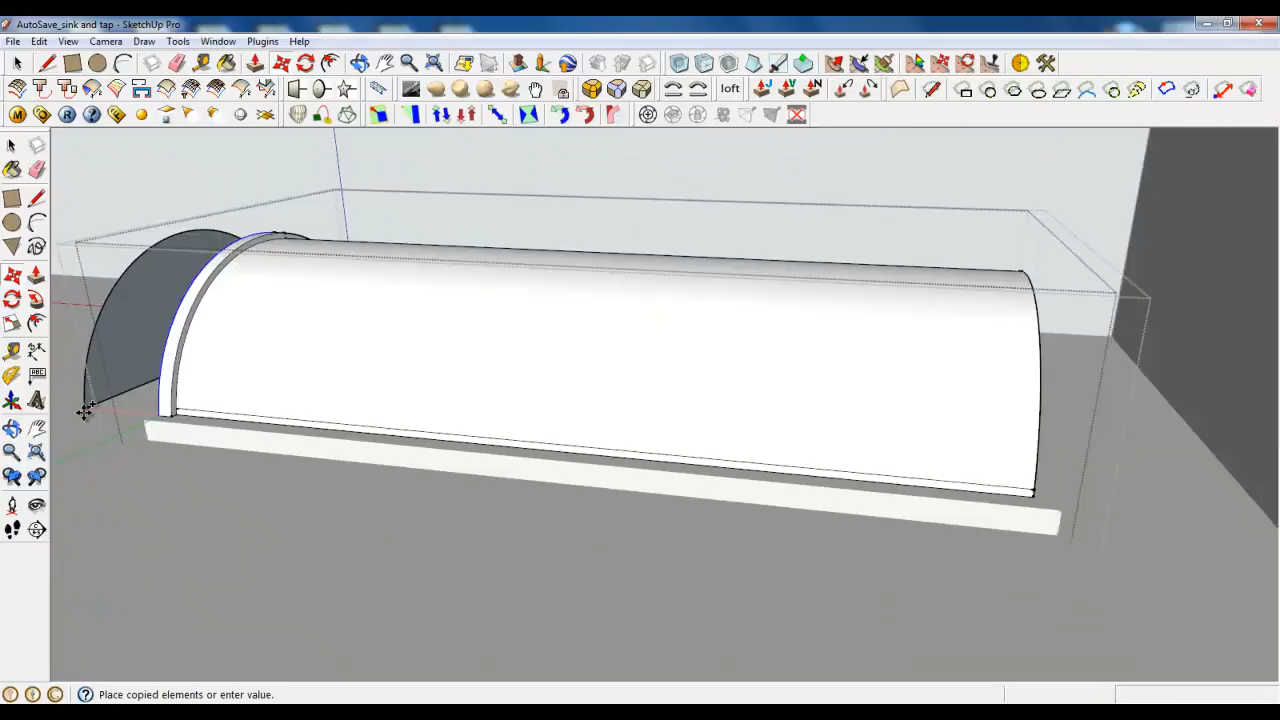 AutoSave_sink and tap - SketchUp Pro
File Edit View Camera Draw Tools Window Plugins Help
loft
Place copied elements or enter value.